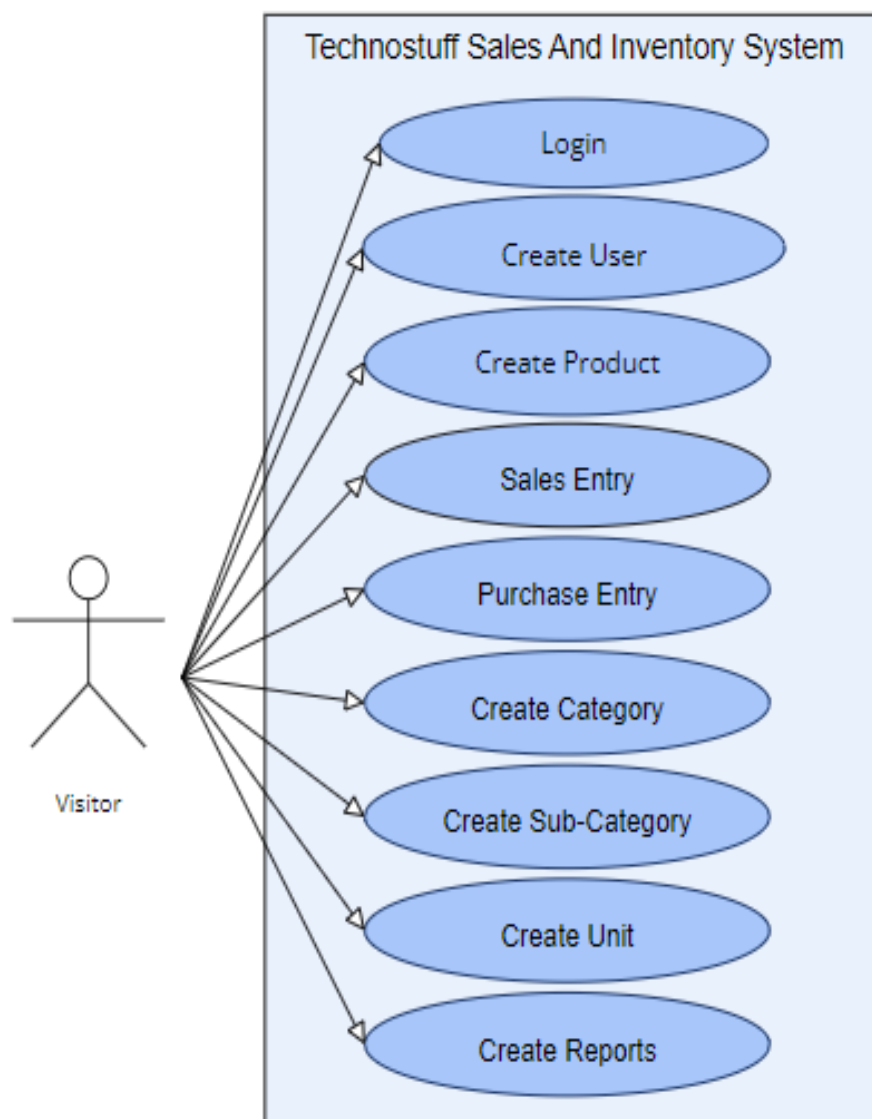 Technostuff Sales And Inventory System
Login
Create User
Create Product
Sales Entry
Purchase Entry
Create Category
Create Sub-Category
Create Unit
Create Reports
Visitor